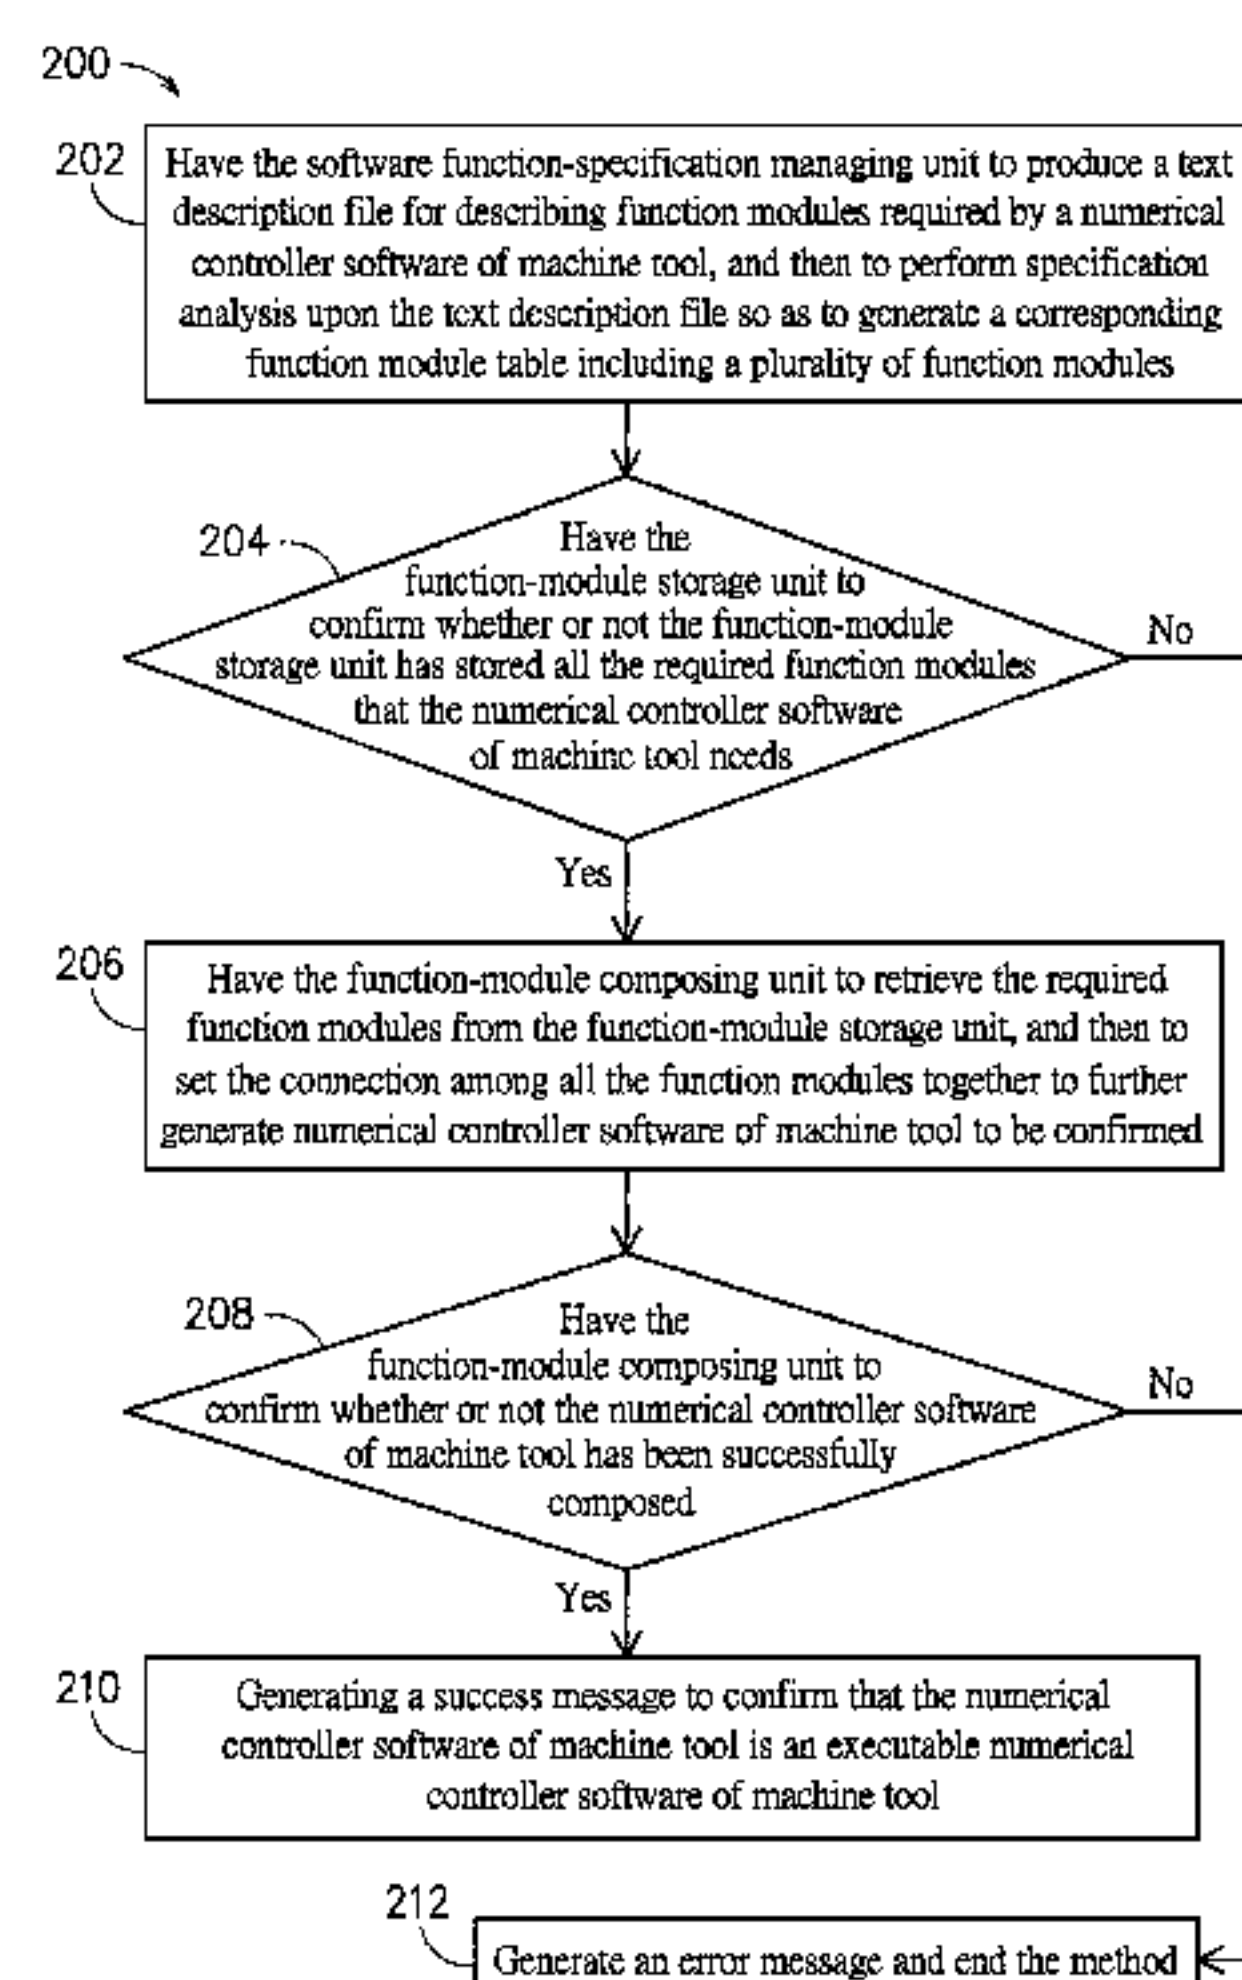 200
202
Have the software function-specification managing unit to produce a text
description file for describing function modules required by a numerical
controller software of machine tool, and then to perform specification
analysis upon the text description file so as to generate a corresponding
function module table including a plurality of function modules
204
Have the
function-module storage unit to
confirm whether or not the function-module
storage unit has stored all the required function modules
that the numerical controller software
of machine tool needs
No
Yes
206
Have the function-module composing unit to retrieve the required
function modules from the function-module storage unit, and then to
set the connection among all the function modules together to further
generate numerical controller software of machine tool to be confirmed
208
Have the
function-module composing unit to
confirm whether or not the numerical controller software
of machine tool has been successfully
composed
No
Yes
210
Generating a success message to confirm that the numerical
controller software of machine tool is an executable numerical
controller software of machine tool
212
Generate an error message and end the method